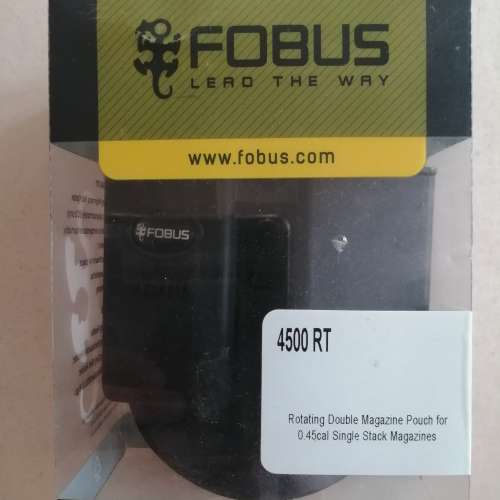 FOBUS
LEAD THE WAY
www.fobus.com
FOBUS
4500 RT
Rotating Double Magazine Pouch for
0.45cal Single Stack Magazines